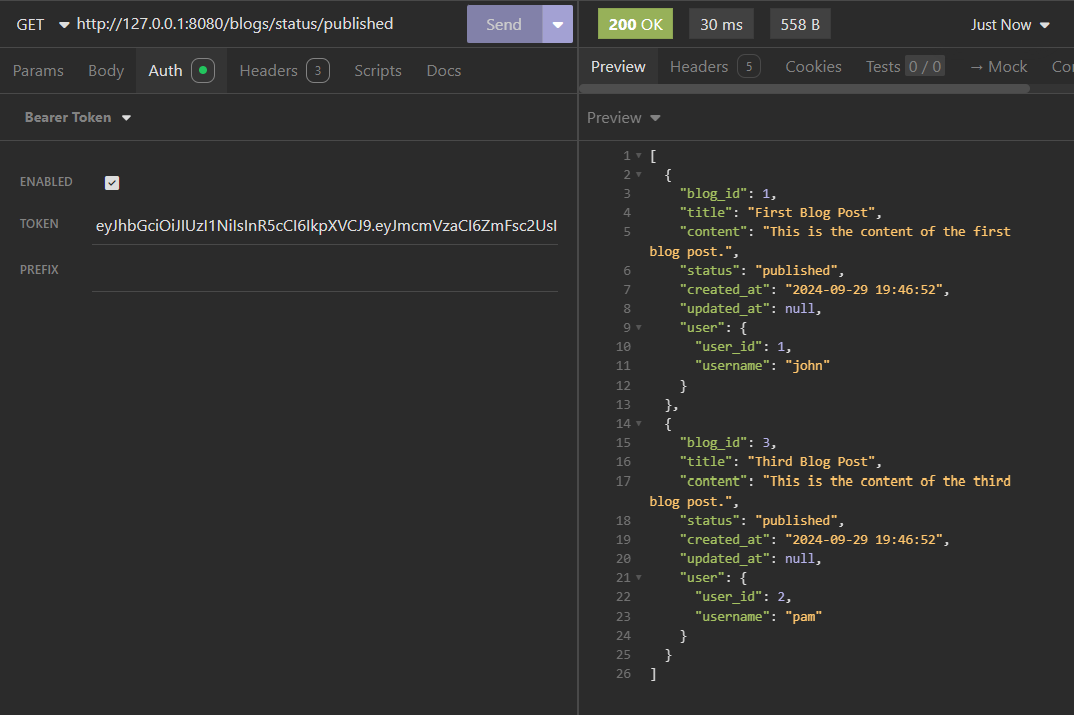 GET http://127.0.0.1:8080/blogs/status/published Send
Params Body Auth Headers 3 Scripts Docs
Bearer Token
ENABLED
TOKEN eyJhbGciOiJIUzI1NiIsInR5cCI6IkpXVCJ9.eyJmcmVzaCI6ZmFsc2UsI
PREFIX
200 OK 30 ms 558 B Just Now
Preview Headers 5 Cookies Tests 0 / 0 → Mock Co
Preview
1 [
2 {
3 "blog_id": 1,
4 "title": "First Blog Post",
5 "content": "This is the content of the first
blog post.",
6 "status": "published",
7 "created_at": "2024-09-29 19:46:52",
8 "updated_at": null,
9 "user": {
10 "user_id": 1,
11 "username": "john"
12 }
13 },
14 {
15 "blog_id": 3,
16 "title": "Third Blog Post",
17 "content": "This is the content of the third
blog post.",
18 "status": "published",
19 "created_at": "2024-09-29 19:46:52",
20 "updated_at": null,
21 "user": {
22 "user_id": 2,
23 "username": "pam"
24 }
25 }
26 ]